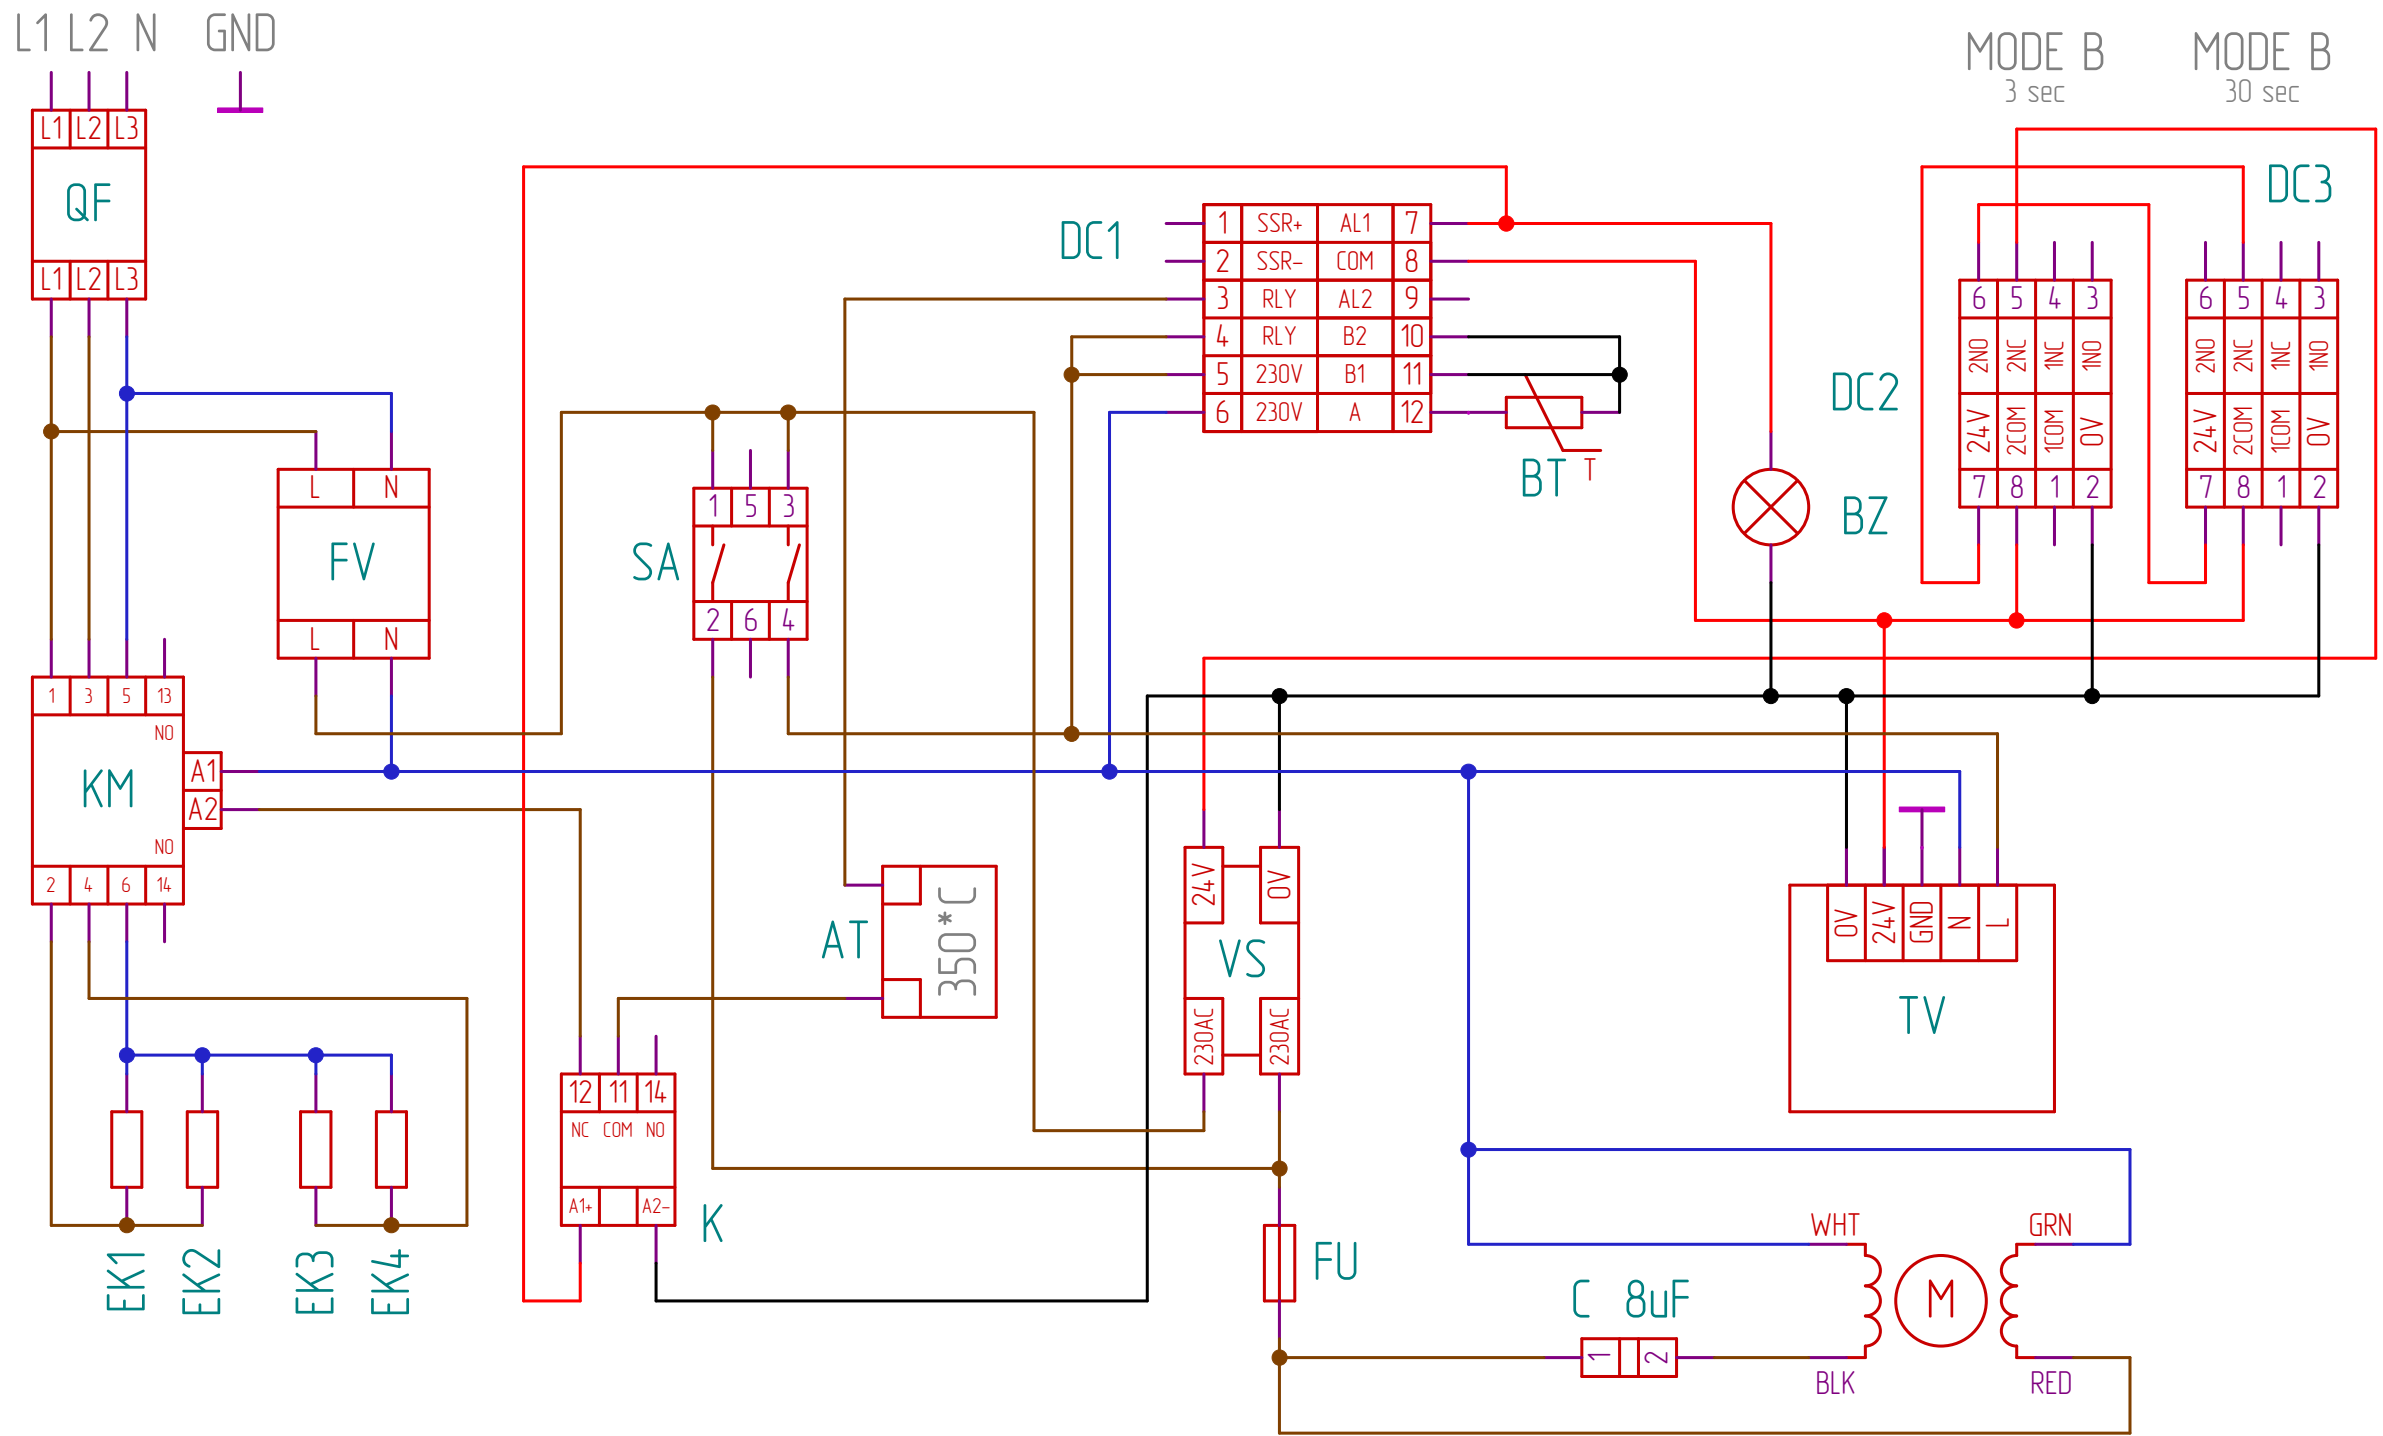 L1 L2 N GND
MODE B
3 sec
MODE B
30 sec
L1 L2 L3
QF
L1 L2 L3
DC1
1 SSR+ AL1 7
2 SSR- COM 8
3 RLY AL2 9
4 RLY B2 10
5 230V B1 11
6 230V A 12
BT
T
BZ
DC2
6 5 4 3
2NO 2NC 1NC 1NO
24V 2COM 1COM 0V
7 8 1 2
DC3
6 5 4 3
2NO 2NC 1NC 1NO
24V 2COM 1COM 0V
7 8 1 2
L N
FV
L N
SA
1 5 3
2 6 4
1 3 5 13
NO
KM
A1
A2
NO
2 4 6 14
AT
350*C
24V 0V
VS
230AC 230AC
0V 24V GND N L
TV
12 11 14
NC COM NO
A1+ A2-
K
EK1 EK2 EK3 EK4
FU
C 8uF
1 2
WHT
BLK
M
GRN
RED